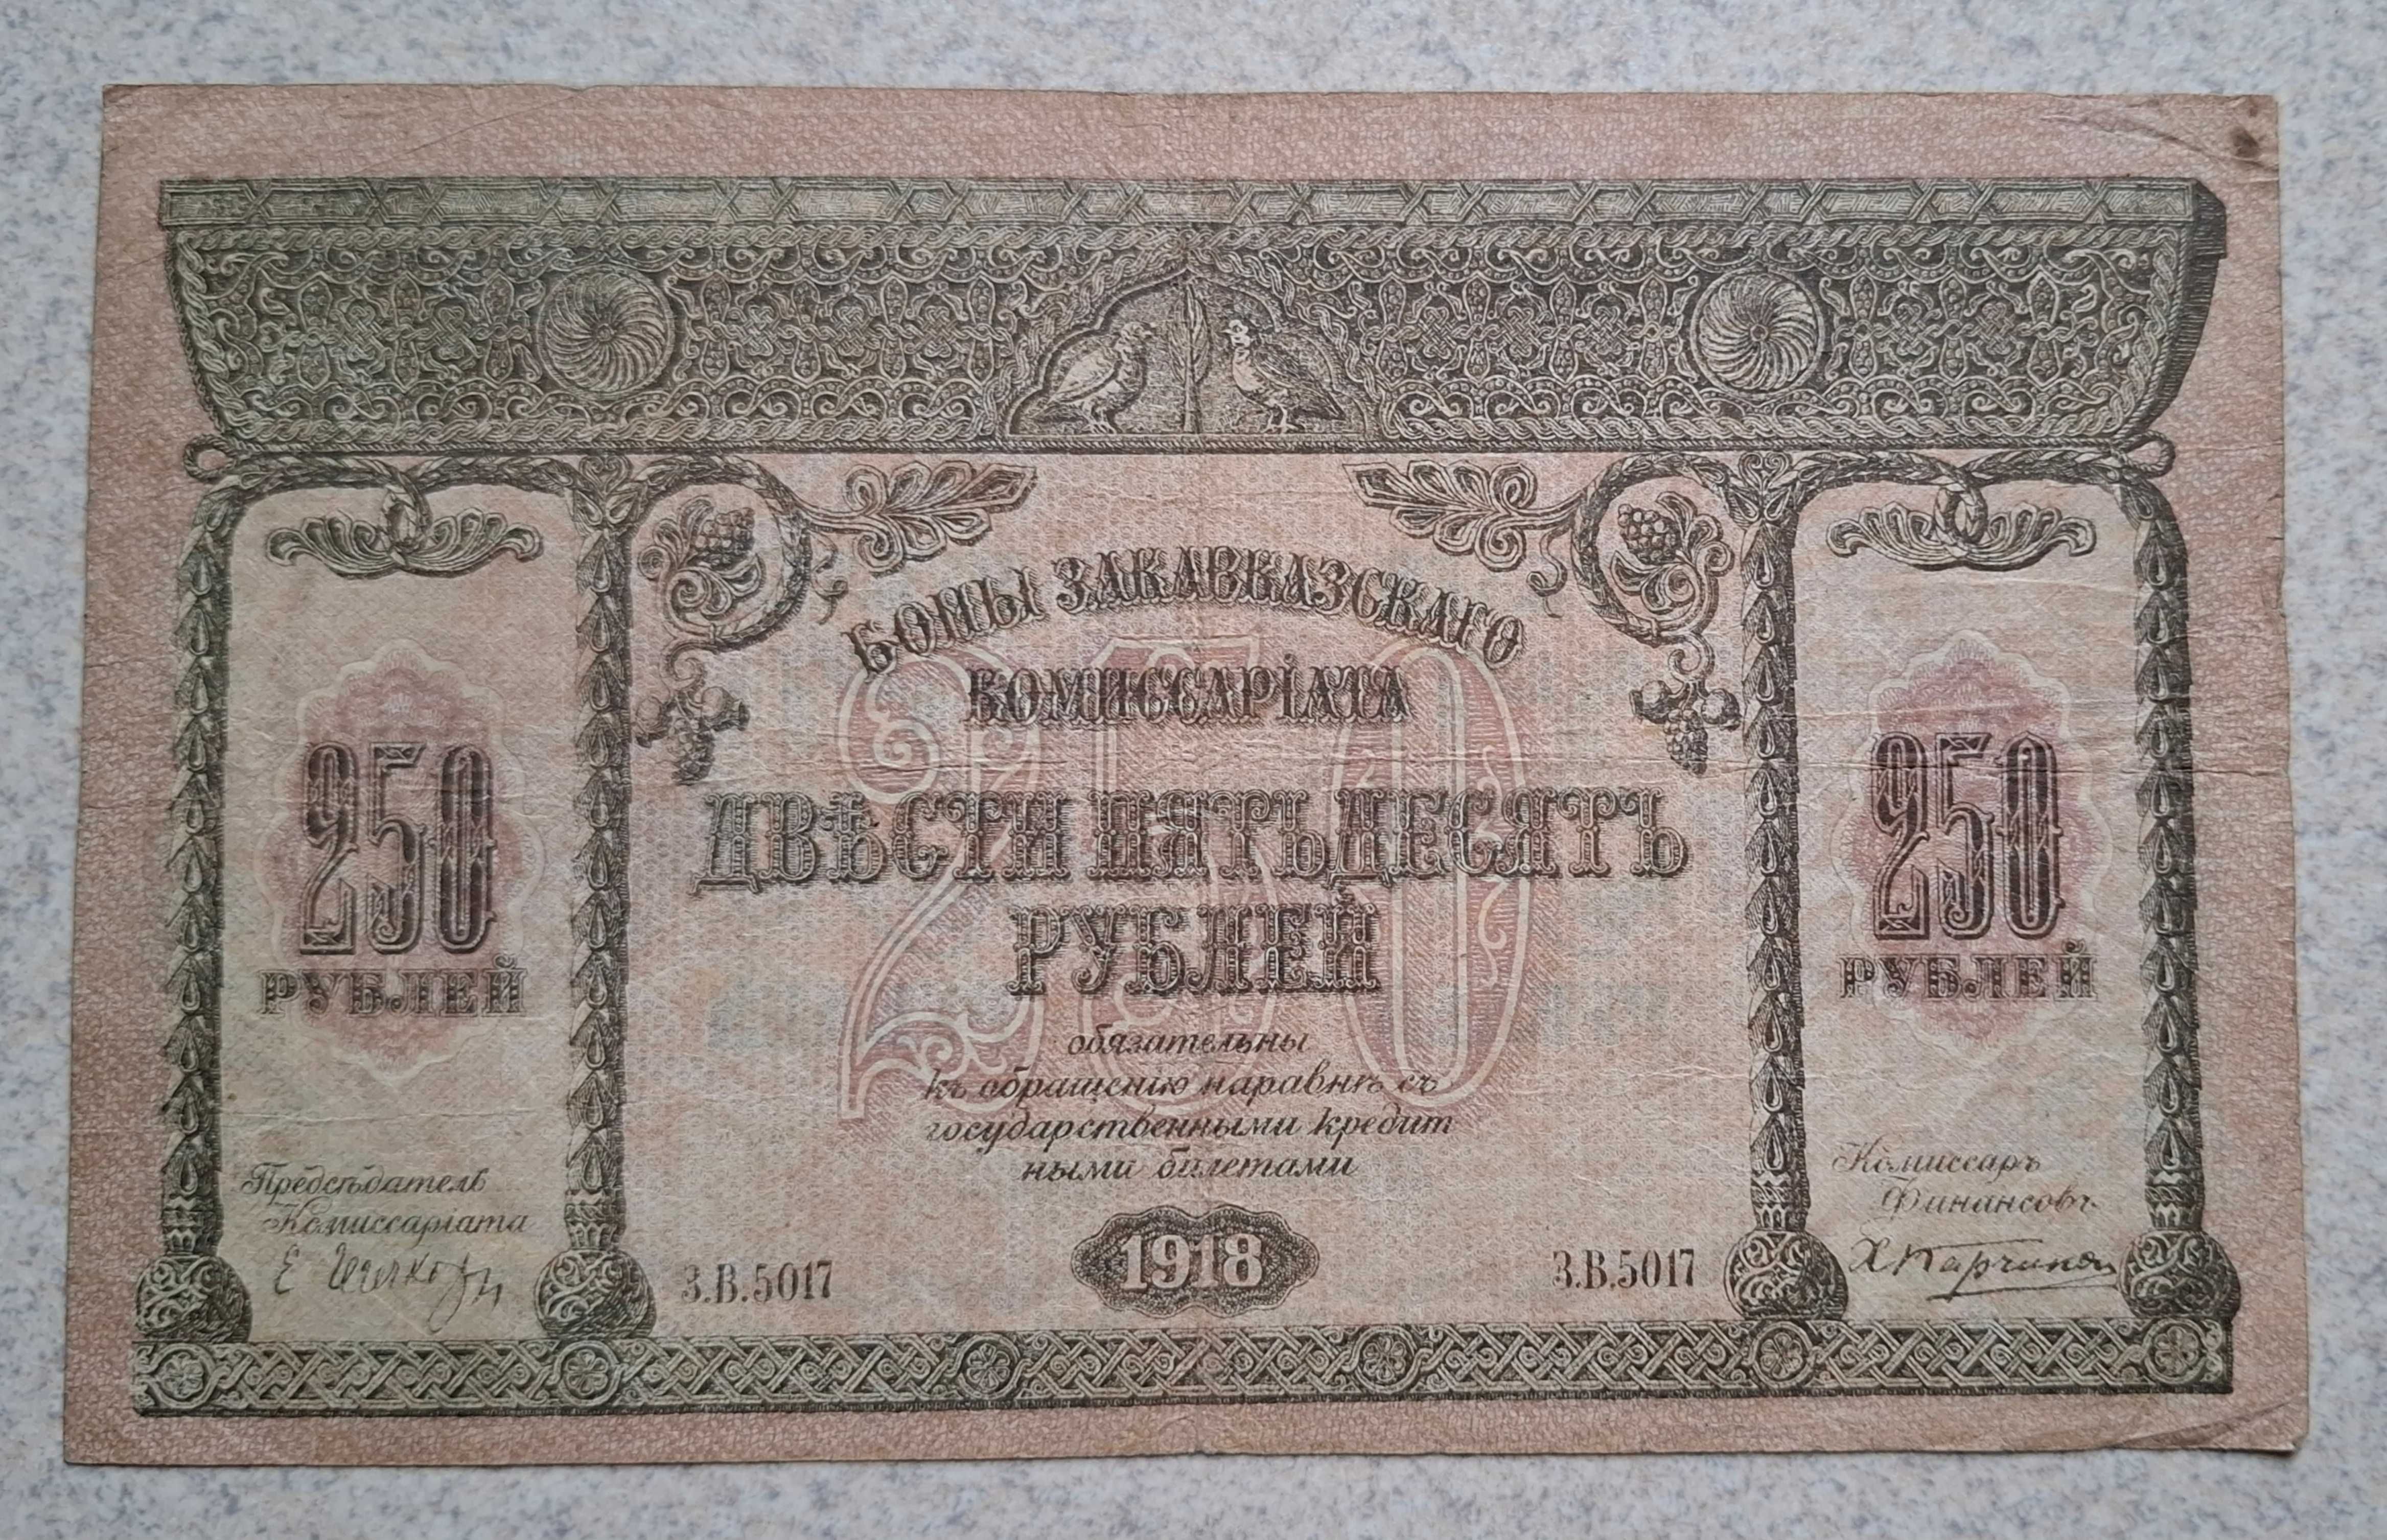 БОНЫ ЗАКАВКАЗСКАГО
КОМИССАРІАТА
250
ДВѢСТИ ПЯТЬДЕСЯТЪ
РУБЛЕЙ
250
РУБЛЕЙ
250
РУБЛЕЙ
обязательны
къ обращенію наравнѣ съ
государственными кредит
ными билетами
Предсѣдатель
Комиссаріата
Комиссаръ
Финансовъ
З.В.5017
1918
З.В.5017